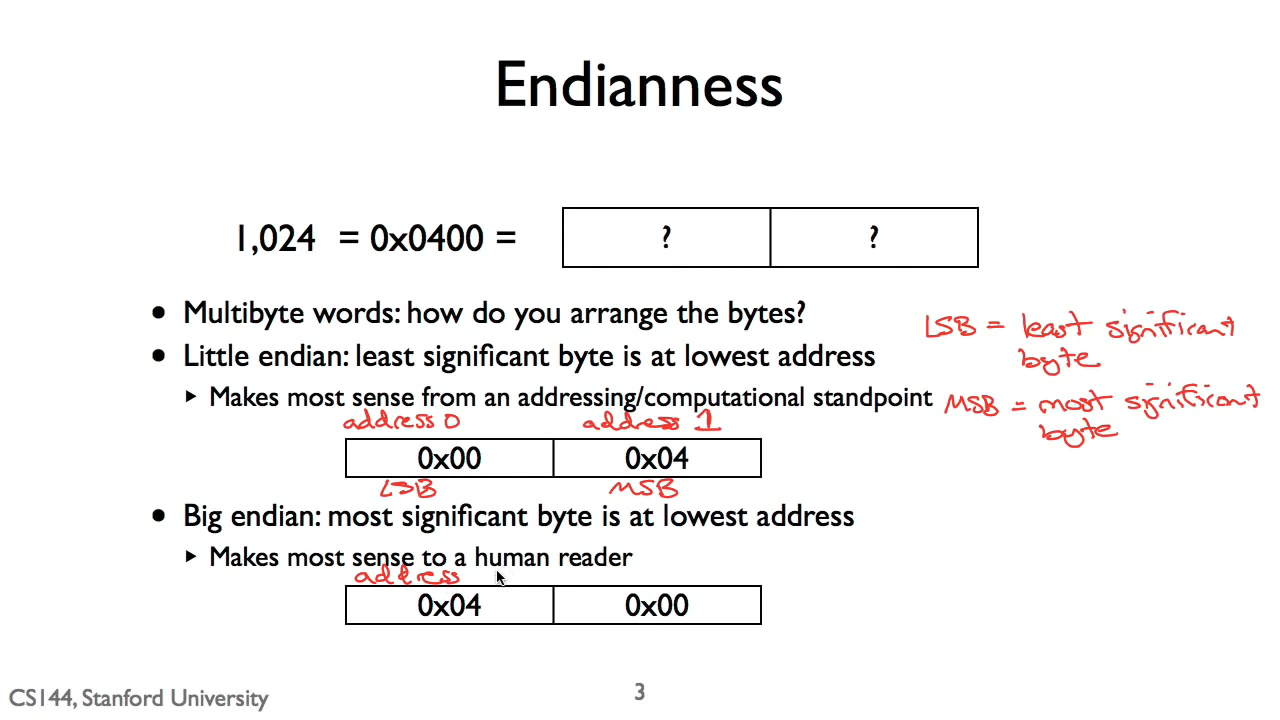 Endianness
1,024 = 0x0400 =
? ?
• Multibyte words: how do you arrange the bytes?
LSB = least significant
byte
• Little endian: least significant byte is at lowest address
‣ Makes most sense from an addressing/computational standpoint
MSB = most significant
byte
address 0 address 1
0x00 0x04
LSB MSB
• Big endian: most significant byte is at lowest address
‣ Makes most sense to a human reader
address
0x04 0x00
CS144, Stanford University
3